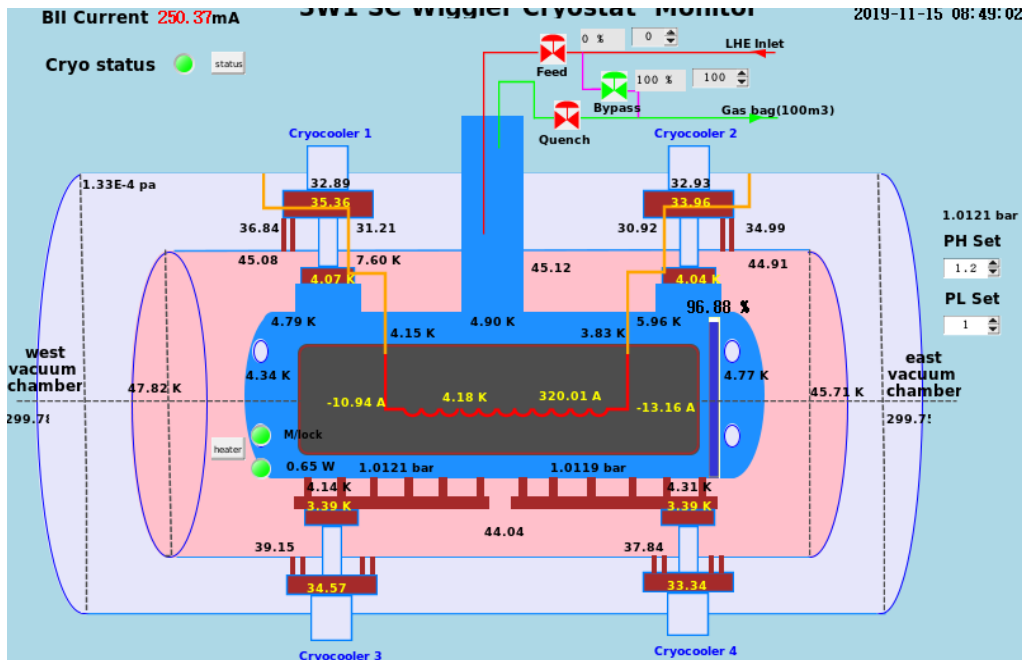 3W1 SC Wiggler Cryostat Monitor
BII Current 250.37mA
2019-11-15 08:49:02
Cryo status
status
0 %
0
LHE Inlet
Feed
100 %
100
Bypass
Gas bag(100m3)
Quench
Cryocooler 1
Cryocooler 2
1.33E-4 pa
32.89
32.93
35.36
33.96
36.84
31.21
30.92
34.99
1.0121 bar
45.08
7.60 K
45.12
44.91
PH Set
4.07 K
4.04 K
1.2
96.88 %
PL Set
4.79 K
4.90 K
5.96 K
1
4.15 K
3.83 K
west
vacuum
chamber
east
vacuum
chamber
4.34 K
4.77 K
47.82 K
45.71 K
-10.94 A
4.18 K
320.01 A
-13.16 A
299.78
M/lock
heater
0.65 W
1.0121 bar
1.0119 bar
4.14 K
4.31 K
3.39 K
3.39 K
44.04
39.15
37.84
34.57
33.34
Cryocooler 3
Cryocooler 4